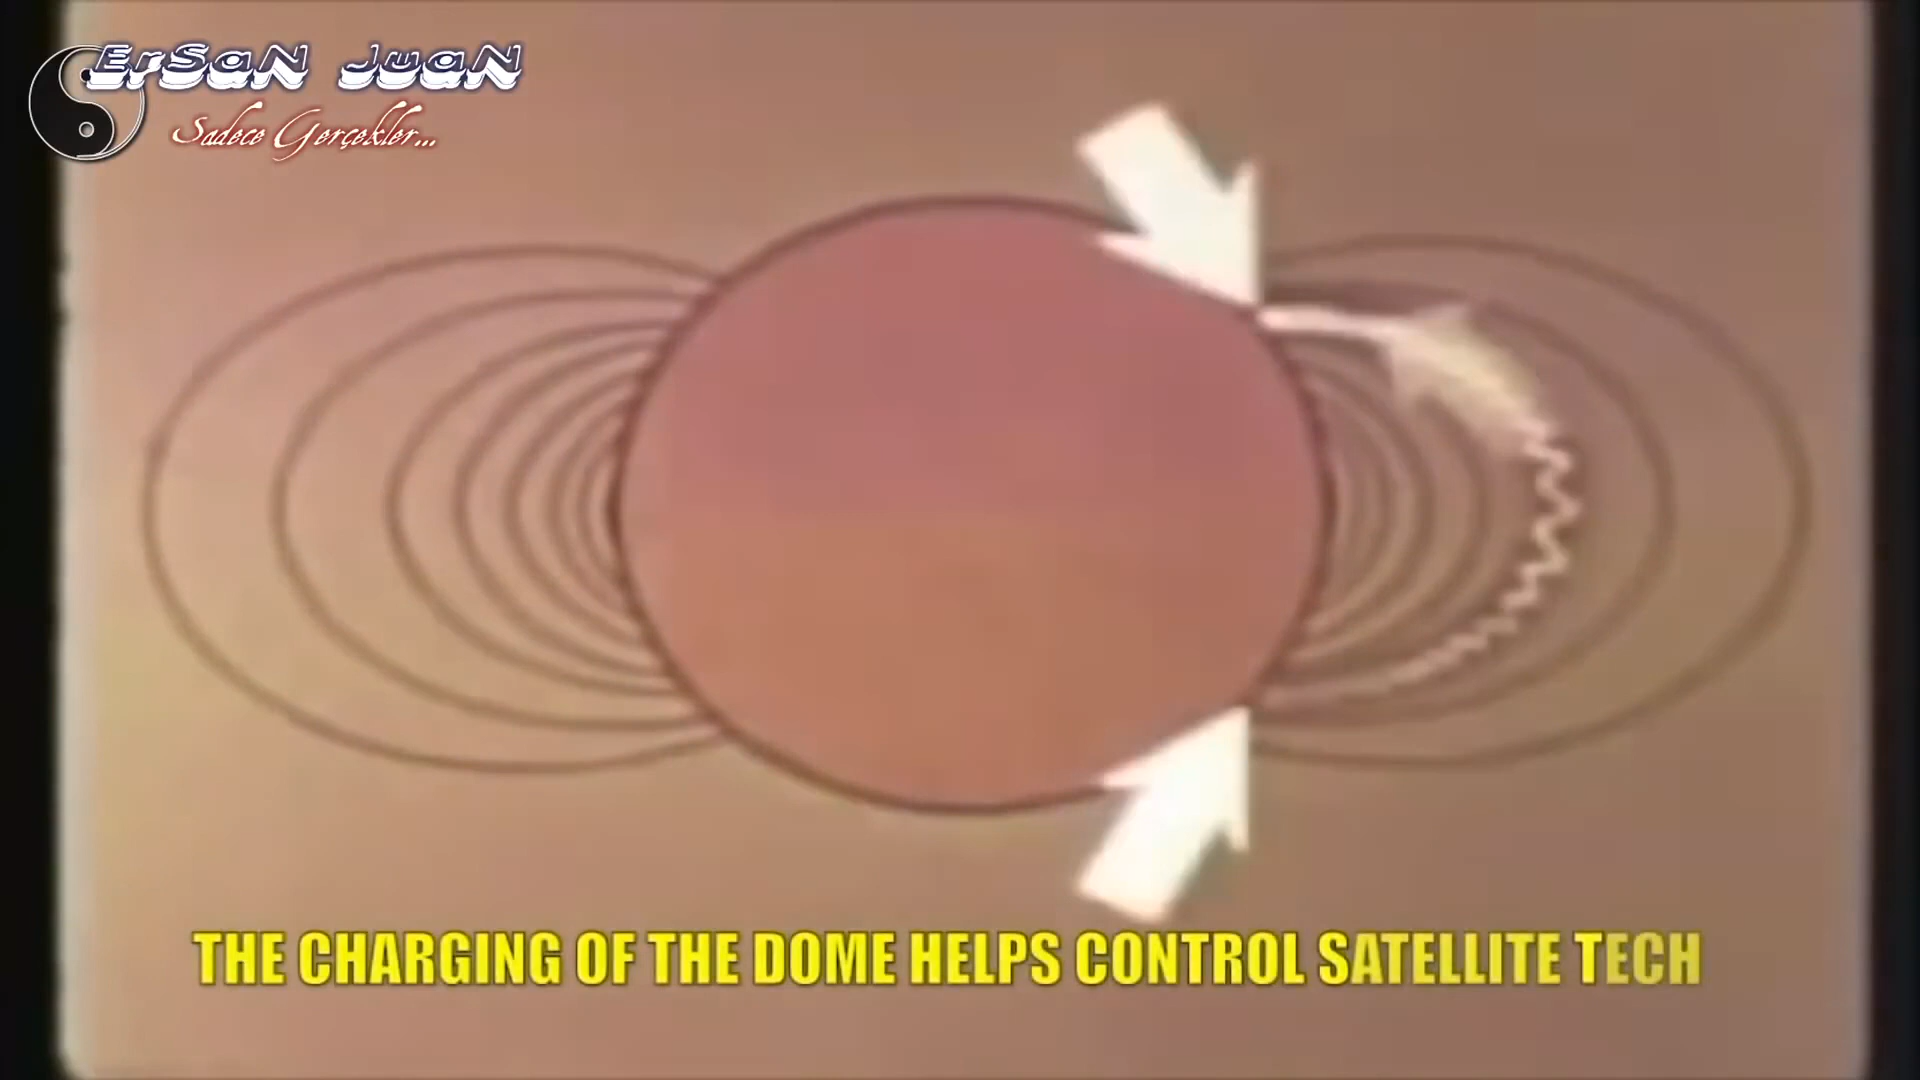 ErSaN JuaN
Sadece Gerçekler...
THE CHARGING OF THE DOME HELPS CONTROL SATELLITE TECH